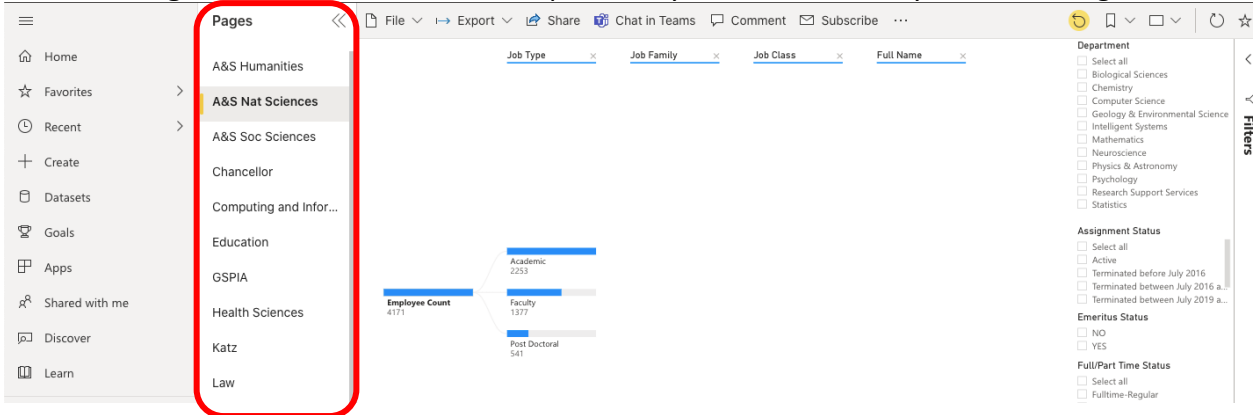 Pages
File
Export
Share
Chat in Teams
Comment
Subscribe
Home
Favorites
Recent
Create
Datasets
Goals
Apps
Shared with me
Discover
Learn
A&S Humanities
A&S Nat Sciences
A&S Soc Sciences
Chancellor
Computing and Infor...
Education
GSPIA
Health Sciences
Katz
Law
Job Type
Job Family
Job Class
Full Name
Employee Count
4171
Academic
2253
Faculty
1377
Post Doctoral
541
Department
Select all
Biological Sciences
Chemistry
Computer Science
Geology & Environmental Science
Intelligent Systems
Mathematics
Neuroscience
Physics & Astronomy
Psychology
Research Support Services
Statistics
Assignment Status
Select all
Active
Terminated before July 2016
Terminated between July 2016 a...
Terminated between July 2019 a...
Emeritus Status
NO
YES
Full/Part Time Status
Select all
Fulltime-Regular
Filters